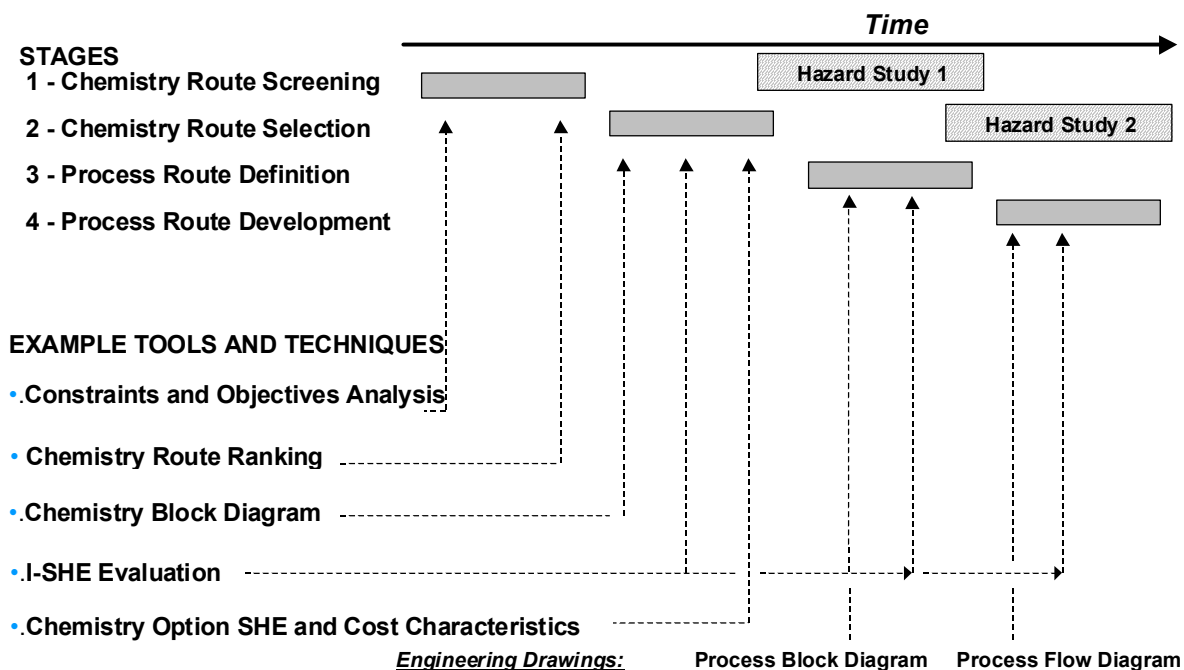 Time
STAGES
1 - Chemistry Route Screening
Hazard Study 1
2 - Chemistry Route Selection
Hazard Study 2
3 - Process Route Definition
4 - Process Route Development
EXAMPLE TOOLS AND TECHNIQUES
•.Constraints and Objectives Analysis
• Chemistry Route Ranking
•.Chemistry Block Diagram
•.I-SHE Evaluation
•.Chemistry Option SHE and Cost Characteristics
Engineering Drawings: Process Block Diagram Process Flow Diagram